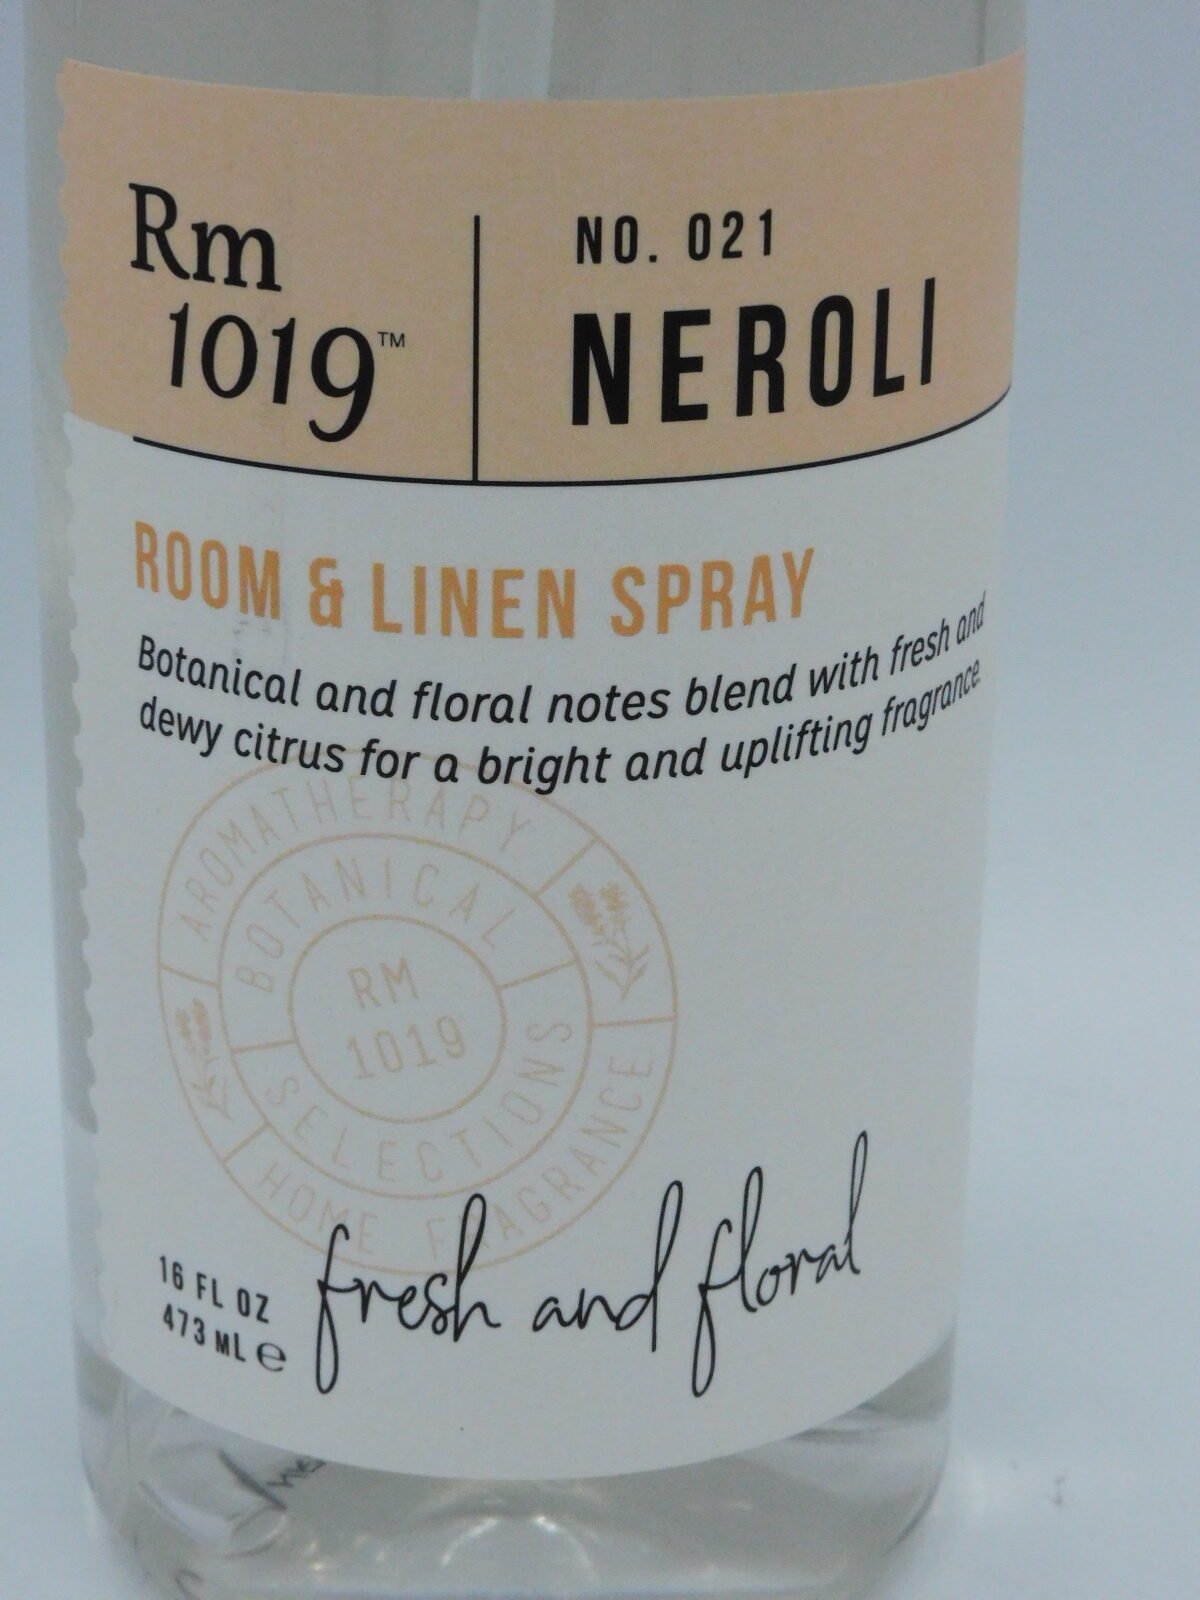 Rm
1019™
NO. 021
NEROLI
ROOM & LINEN SPRAY
Botanical and floral notes blend with fresh and
dewy citrus for a bright and uplifting fragrance.
AROMATHERAPY
BOTANICAL
RM
1019
SELECTIONS
HOME FRAGRANCE
fresh and floral
16 FL OZ
473 ML ℮